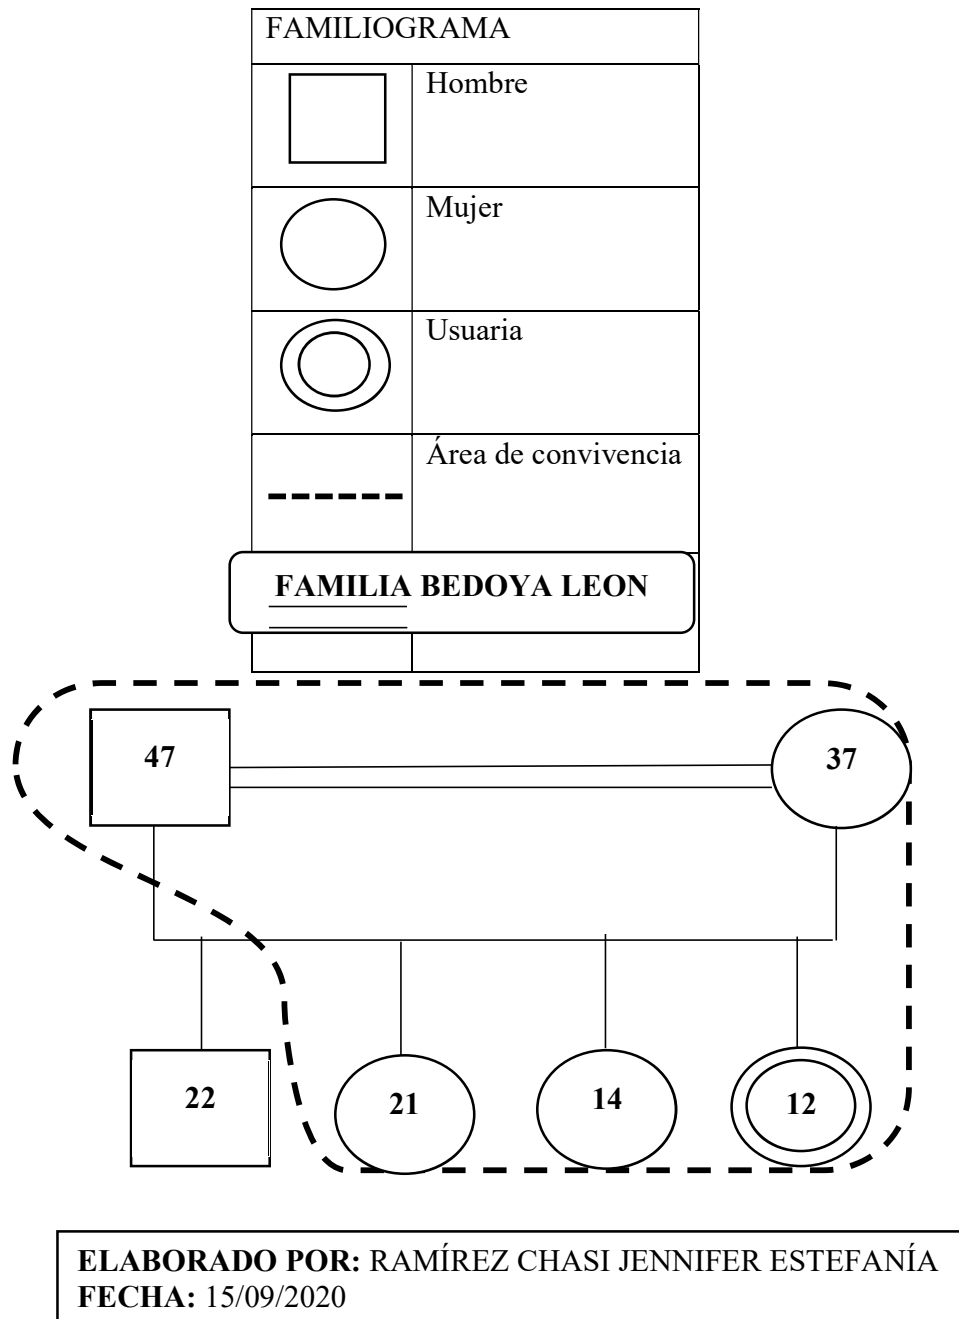 FAMILIOGRAMA
Hombre
Mujer
Usuaria
Área de convivencia
FAMILIA BEDOYA LEON
47
37
22
21
14
12
ELABORADO POR: RAMÍREZ CHASI JENNIFER ESTEFANÍA
FECHA: 15/09/2020